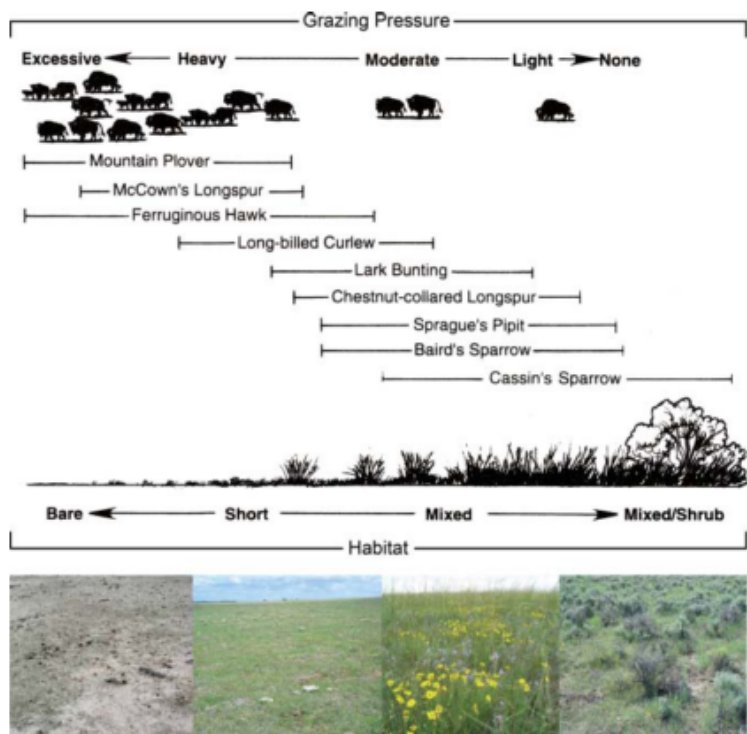 Grazing Pressure
Excessive Heavy Moderate Light None
Mountain Plover
McCown's Longspur
Ferruginous Hawk
Long-billed Curlew
Lark Bunting
Chestnut-collared Longspur
Sprague's Pipit
Baird's Sparrow
Cassin's Sparrow
Bare Short Mixed Mixed/Shrub
Habitat